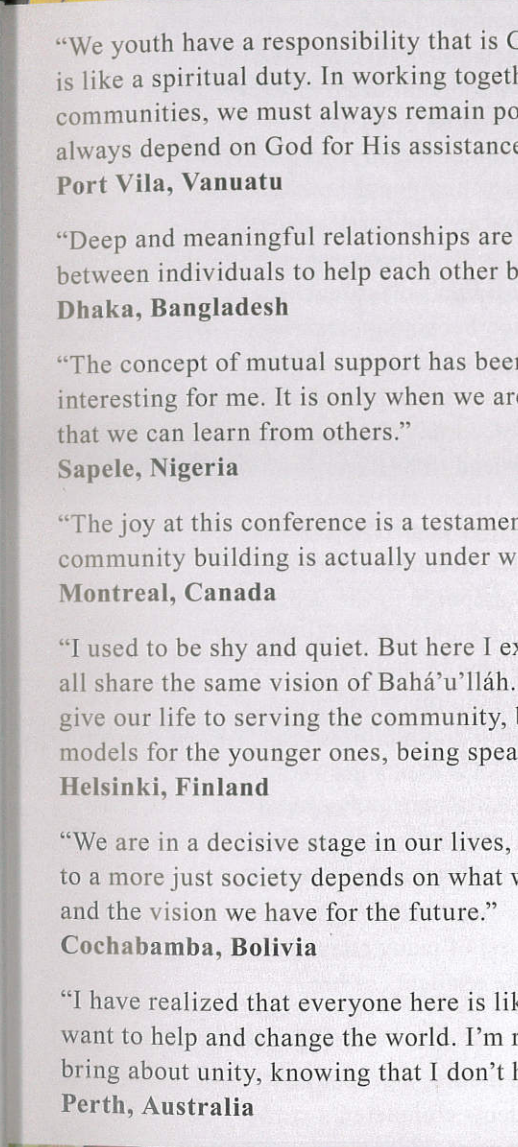 “We youth have a responsibility that is
is like a spiritual duty. In working
communities, we must always remain
always depend on God for His assistance
Port Vila, Vanuatu
“Deep and meaningful relationships are
between individuals to help each other
Dhaka, Bangladesh
“The concept of mutual support has
interesting for me. It is only when we
that we can learn from others.”
Sapele, Nigeria
“The joy at this conference is a
community building is actually under
Montreal, Canada
“I used to be shy and quiet. But here I
all share the same vision of Bahá’u’lláh.
give our life to serving the community,
models for the younger ones, being
Helsinki, Finland
“We are in a decisive stage in our lives,
to a more just society depends on what
and the vision we have for the future.”
Cochabamba, Bolivia
“I have realized that everyone here is
want to help and change the world. I’m
bring about unity, knowing that I don’t
Perth, Australia